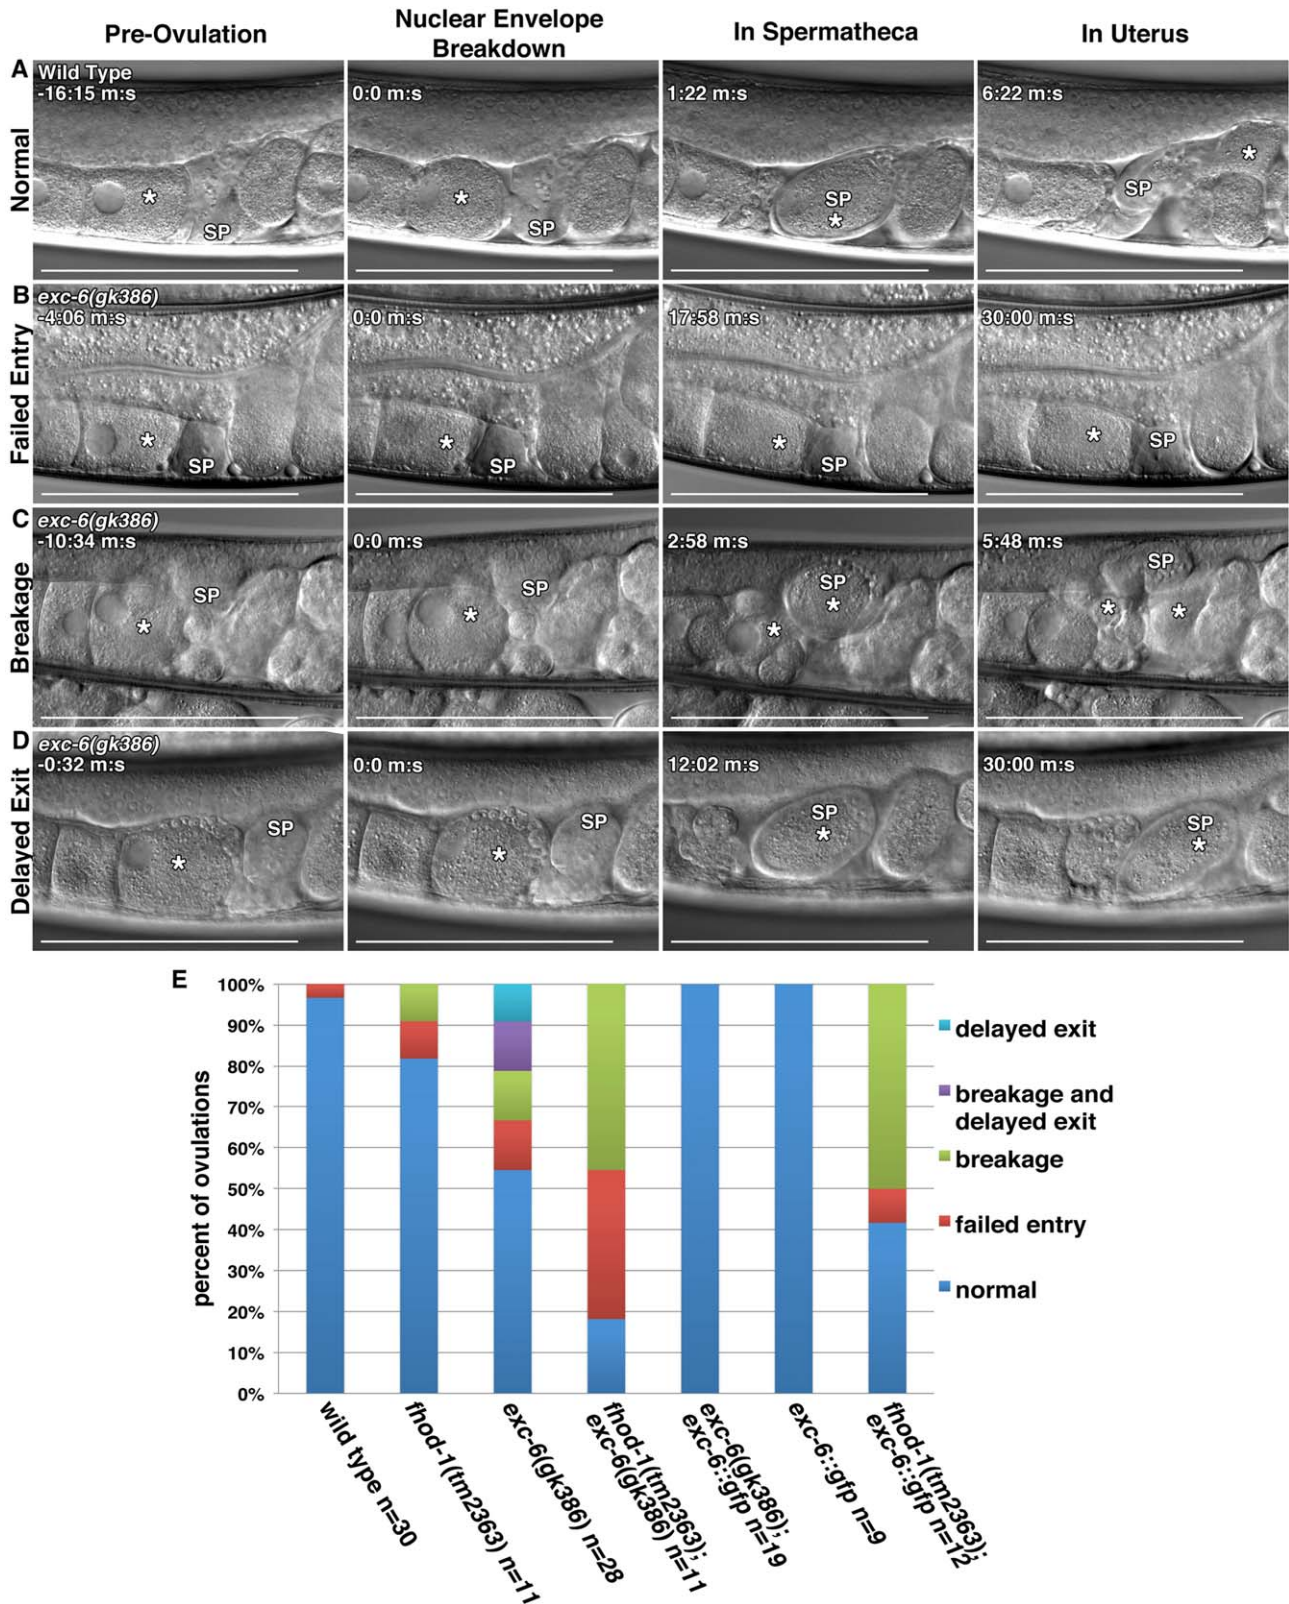 Pre-Ovulation
Nuclear Envelope
Breakdown
In Spermatheca
In Uterus
A
Normal
Wild Type
-16:15 m:s
*
SP
0:0 m:s
*
SP
1:22 m:s
SP
*
6:22 m:s
*
SP
B
Failed Entry
exc-6(gk386)
-4:06 m:s
*
SP
0:0 m:s
*
SP
17:58 m:s
*
SP
30:00 m:s
*
SP
C
Breakage
exc-6(gk386)
-10:34 m:s
SP
*
0:0 m:s
SP
*
2:58 m:s
SP
*
*
5:48 m:s
SP
*
*
D
Delayed Exit
exc-6(gk386)
-0:32 m:s
SP
*
0:0 m:s
SP
*
12:02 m:s
SP
*
30:00 m:s
SP
*
E
percent of ovulations
100%
90%
80%
70%
60%
50%
40%
30%
20%
10%
0%
delayed exit
breakage and
delayed exit
breakage
failed entry
normal
wild type n=30
fhod-1(tm2363) n=11
exc-6(gk386) n=28
fhod-1(tm2363);
exc-6(gk386) n=11
exc-6(gk386);
exc-6::gfp n=19
exc-6::gfp n=9
fhod-1(tm2363);
exc-6::gfp n=12